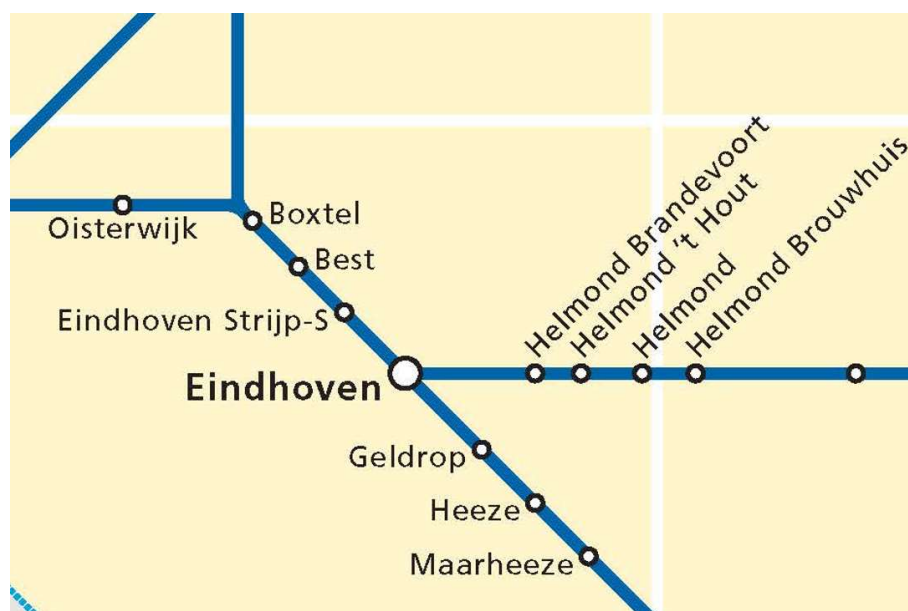 Oisterwijk
Boxtel
Best
Eindhoven Strijp-S
Eindhoven
Helmond Brandevoort
Helmond 't Hout
Helmond
Helmond Brouwhuis
Geldrop
Heeze
Maarheeze